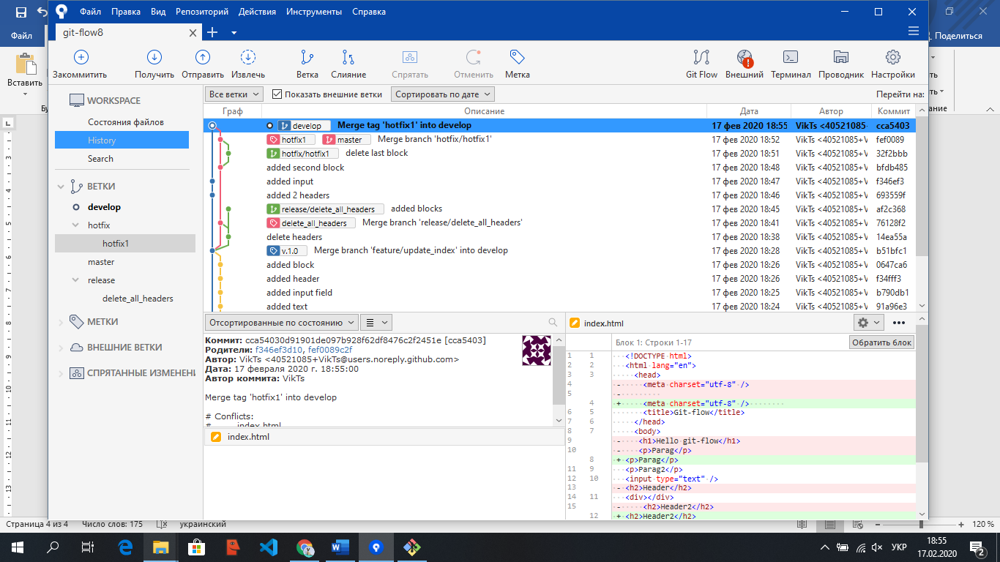 Файл Правка Вид Репозиторий Действия Инструменты Справка
Файл
git-flow8
Поделиться
Вставить
Закоммитить Получить Отправить Извлечь Ветка Слияние Спрятать Отменить Метка Git Flow Внешний Терминал Проводник Настройки
WORKSPACE
Состояния файлов
History
Search
ВЕТКИ
develop
hotfix
hotfix1
master
release
delete_all_headers
МЕТКИ
ВНЕШНИЕ ВЕТКИ
СПРЯТАННЫЕ ИЗМЕНЕНИ
Все ветки Показать внешние ветки Сортировать по дате Перейти на:
Граф Описание Дата Автор Коммит
develop Merge tag 'hotfix1' into develop 17 фев 2020 18:55 VikTs <40521085+ cca5403
hotfix1 master Merge branch 'hotfix/hotfix1' 17 фев 2020 18:52 VikTs <40521085+V fef0089
hotfix/hotfix1 delete last block 17 фев 2020 18:51 VikTs <40521085+V 32f2bbb
added second block 17 фев 2020 18:48 VikTs <40521085+V bfdb485
added input 17 фев 2020 18:47 VikTs <40521085+V f346ef3
added 2 headers 17 фев 2020 18:46 VikTs <40521085+V 693559f
release/delete_all_headers added blocks 17 фев 2020 18:45 VikTs <40521085+V af2c368
delete_all_headers Merge branch 'release/delete_all_headers' 17 фев 2020 18:41 VikTs <40521085+V 76128f2
delete headers 17 фев 2020 18:38 VikTs <40521085+V 14ea55a
v.1.0 Merge branch 'feature/update_index' into develop 17 фев 2020 18:28 VikTs <40521085+V b51bfc1
added block 17 фев 2020 18:26 VikTs <40521085+V 0647ca6
added header 17 фев 2020 18:26 VikTs <40521085+V f34fff3
added input field 17 фев 2020 18:25 VikTs <40521085+V b790db1
added text 17 фев 2020 18:24 VikTs <40521085+V 91a96e3
Отсортированные по состоянию
Коммит: cca54030d91901de097b928f62df8476c2f2451e [cca5403]
Родители: f346ef3d10, fef0089c2f
Автор: VikTs <40521085+VikTs@users.noreply.github.com>
Дата: 17 февраля 2020 г. 18:55:00
Автор коммита: VikTs
Merge tag 'hotfix1' into develop
# Conflicts:
# index.html
index.html
index.html
Блок 1: Строки 1-17 Обратить блок
1 1 <!DOCTYPE html>
2 2 <html lang="en">
3 3 <head>
4 - <meta charset="utf-8" />
5 -
4 + <meta charset="utf-8" />
6 5 <title>Git-flow</title>
7 6 </head>
8 7 <body>
9 - <h1>Hello git-flow</h1>
10 - <p>Parag</p>
8 + <p>Parag</p>
11 9 <p>Parag2</p>
12 10 <input type="text" />
13 - <h2>Header</h2>
14 11 <div></div>
15 - <h2>Header2</h2>
12 + <h2>Header2</h2>
Страница 4 из 4 Число слов: 175 украинский 120 %
УКР
18:55
17.02.2020
2